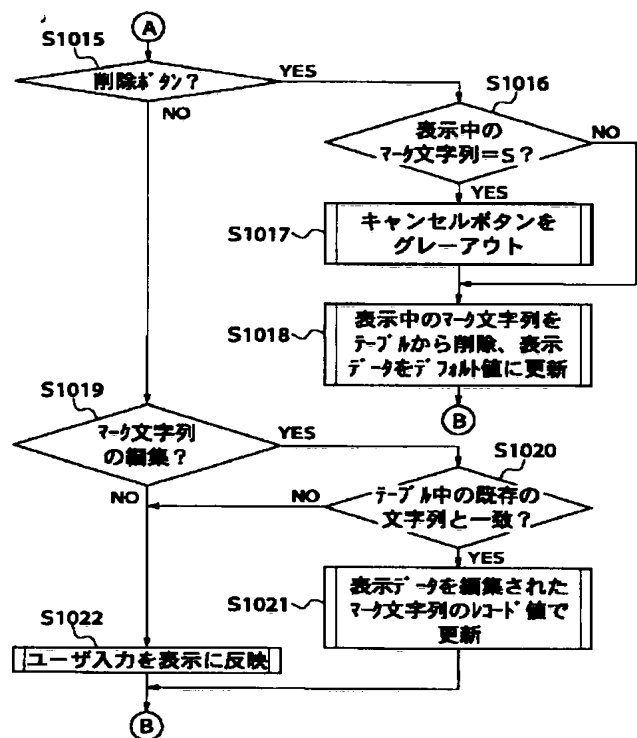 A
S1015
削除ボタン？
YES
NO
S1016
表示中の
マーク文字列＝S？
NO
YES
S1017
キャンセルボタンを
グレーアウト
S1018
表示中のマーク文字列を
テーブルから削除、表示
データをデフォルト値に更新
B
S1019
マーク文字列
の編集？
YES
NO
S1020
テーブル中の既存の
文字列と一致？
NO
YES
S1021
表示データを編集された
マーク文字列のレコード値で
更新
S1022
ユーザ入力を表示に反映
B